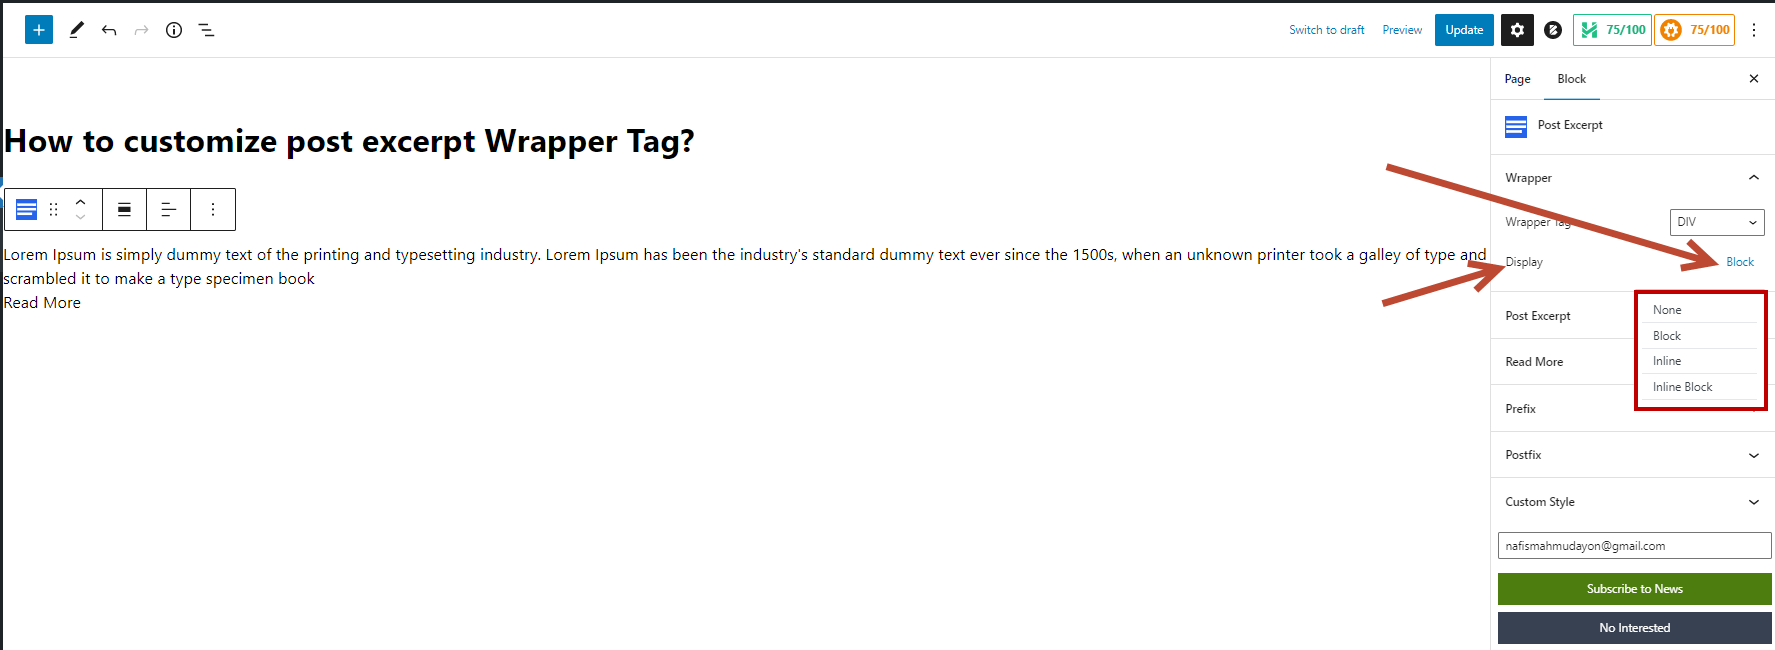 Switch to draft
Preview
Update
75/100
75/100
Page
Block
Post Excerpt
How to customize post excerpt Wrapper Tag?
Wrapper
Wrapper Tag
DIV
Lorem Ipsum is simply dummy text of the printing and typesetting industry. Lorem Ipsum has been the industry's standard dummy text ever since the 1500s, when an unknown printer took a galley of type and
scrambled it to make a type specimen book
Read More
Display
Block
None
Block
Inline
Inline Block
Post Excerpt
Read More
Prefix
Postfix
Custom Style
nafismahmudayon@gmail.com
Subscribe to News
No Interested